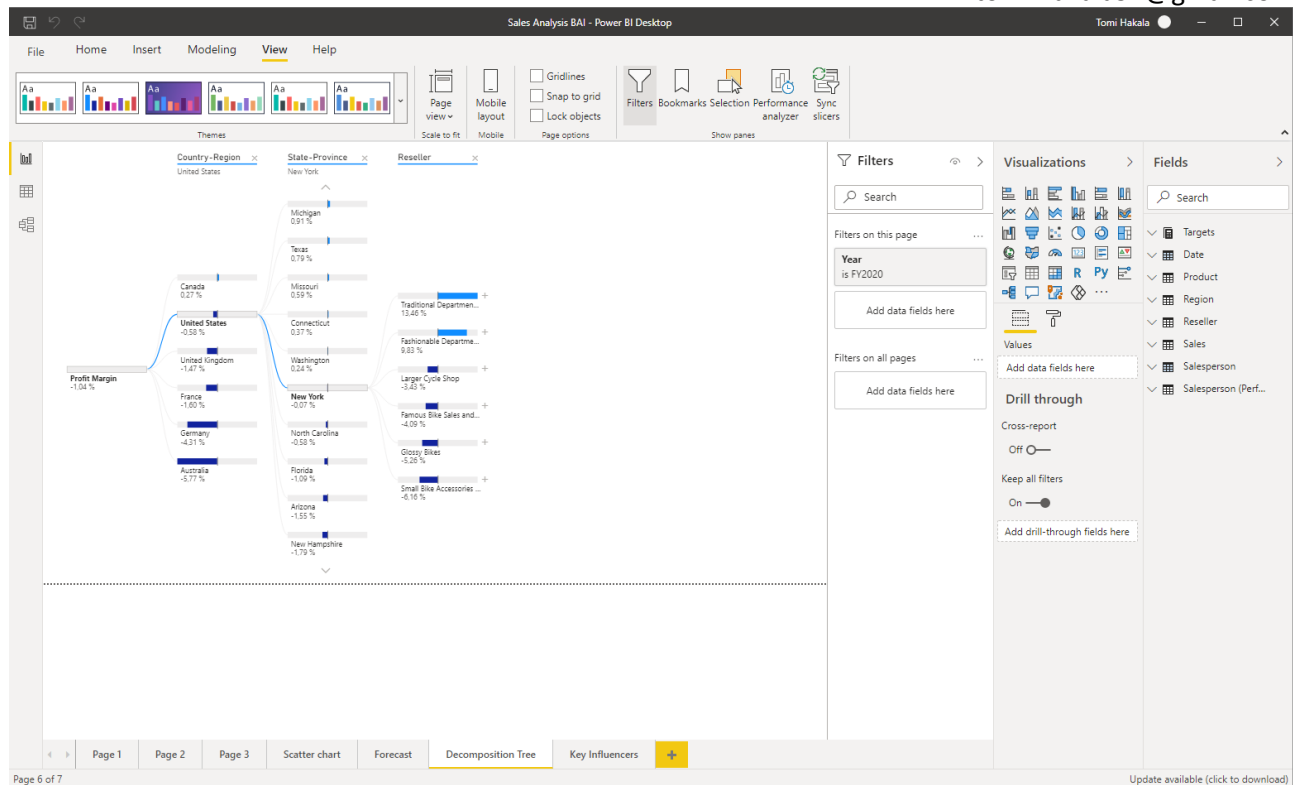 Sales Analysis BAI - Power BI Desktop
Tomi Hakala
File Home Insert Modeling View Help
Aa Aa Aa Aa Aa Aa
Themes
Page view
Scale to fit
Mobile layout
Mobile
Gridlines
Snap to grid
Lock objects
Page options
Filters
Bookmarks
Selection
Performance analyzer
Sync slicers
Show panes
Country-Region ×
United States
State-Province ×
New York
Reseller ×
Profit Margin
-1,04 %
Canada
0,27 %
United States
-0,58 %
United Kingdom
-1,47 %
France
-1,60 %
Germany
-4,31 %
Australia
-5,77 %
Michigan
0,91 %
Texas
0,79 %
Missouri
0,59 %
Connecticut
0,37 %
Washington
0,24 %
New York
-0,07 %
North Carolina
-0,58 %
Florida
-1,09 %
Arizona
-1,55 %
New Hampshire
-1,79 %
Traditional Departmen...
13,46 %
Fashionable Departme...
9,83 %
Larger Cycle Shop
-3,43 %
Famous Bike Sales and...
-4,09 %
Glossy Bikes
-5,26 %
Small Bike Accessories ...
-6,16 %
Filters
Search
Filters on this page ...
Year
is FY2020
Add data fields here
Filters on all pages ...
Add data fields here
Visualizations
R Py
...
Values
Add data fields here
Drill through
Cross-report
Off
Keep all filters
On
Add drill-through fields here
Fields
Search
Targets
Date
Product
Region
Reseller
Sales
Salesperson
Salesperson (Perf...
Page 1 Page 2 Page 3 Scatter chart Forecast Decomposition Tree Key Influencers +
Page 6 of 7
Update available (click to download)